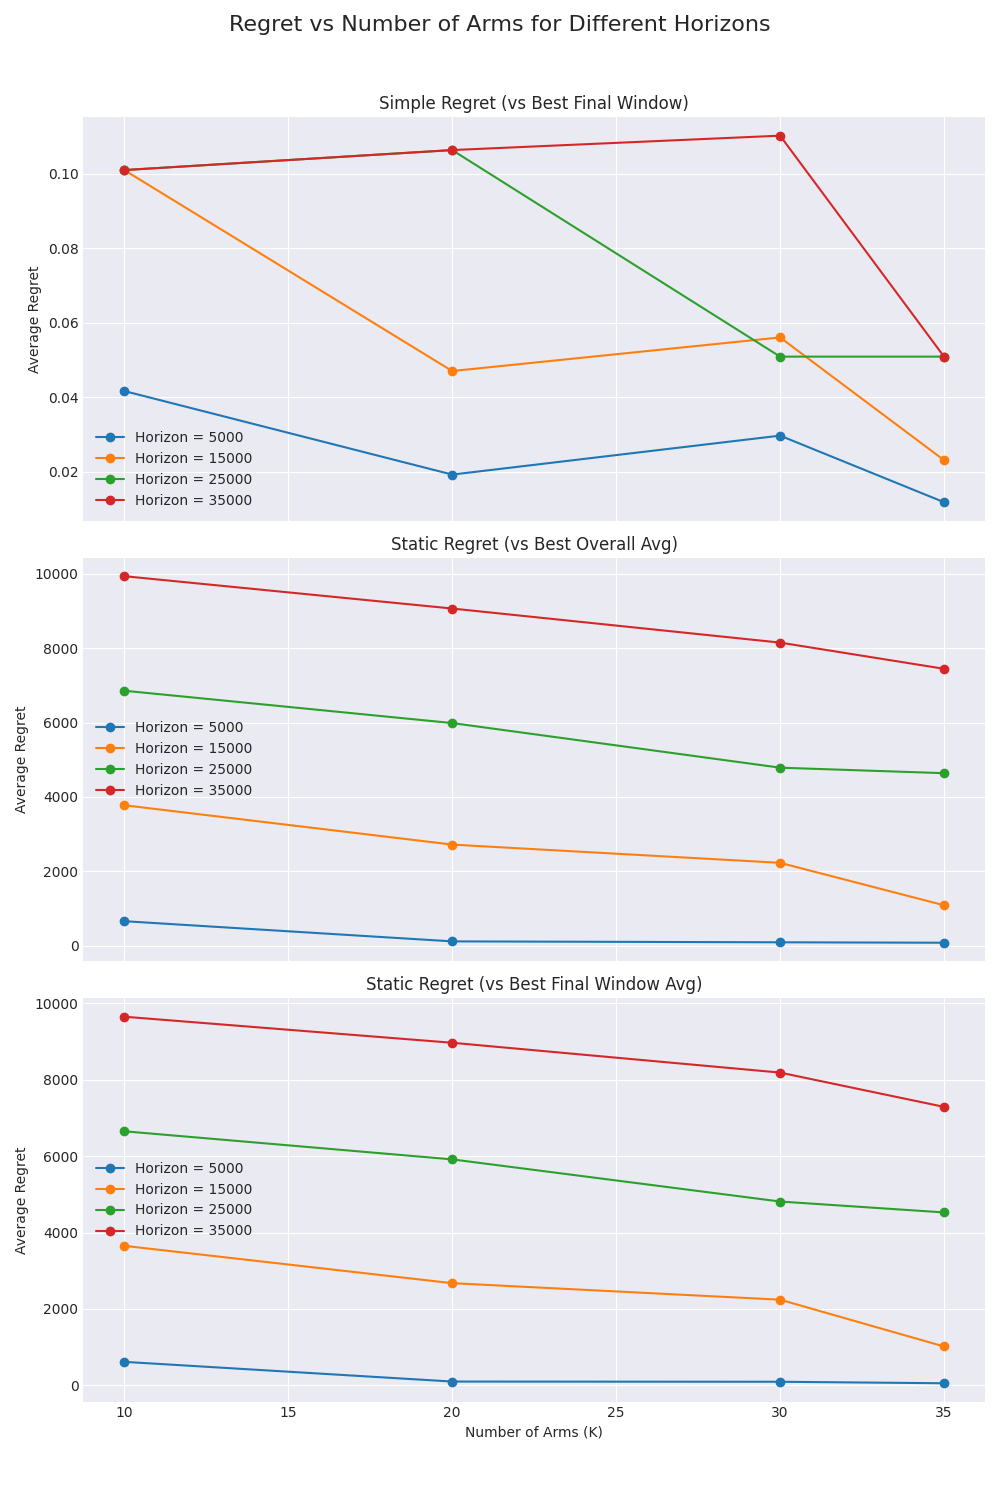 Regret vs Number of Arms for Different Horizons
Simple Regret (vs Best Final Window)
Average Regret
0.10
0.08
0.06
0.04
0.02
Horizon = 5000
Horizon = 15000
Horizon = 25000
Horizon = 35000
Static Regret (vs Best Overall Avg)
Average Regret
10000
8000
6000
4000
2000
0
Horizon = 5000
Horizon = 15000
Horizon = 25000
Horizon = 35000
Static Regret (vs Best Final Window Avg)
Average Regret
10000
8000
6000
4000
2000
0
Horizon = 5000
Horizon = 15000
Horizon = 25000
Horizon = 35000
10 15 20 25 30 35
Number of Arms (K)